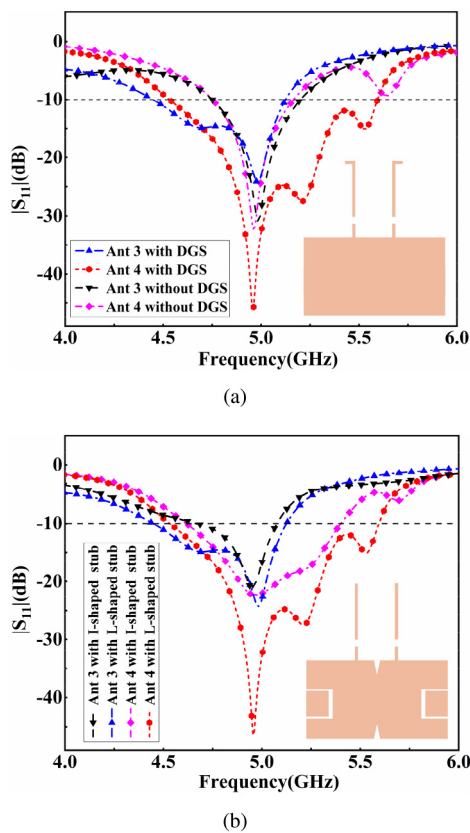 0
-10
-20
-30
-40
|S11|(dB)
Ant 3 with DGS
Ant 4 with DGS
Ant 3 without DGS
Ant 4 without DGS
4.0 4.5 5.0 5.5 6.0
Frequency(GHz)
(a)
0
-10
-20
-30
-40
|S11|(dB)
Ant 3 with I-shaped stub
Ant 3 with L-shaped stub
Ant 4 with I-shaped stub
Ant 4 with L-shaped stub
4.0 4.5 5.0 5.5 6.0
Frequency(GHz)
(b)